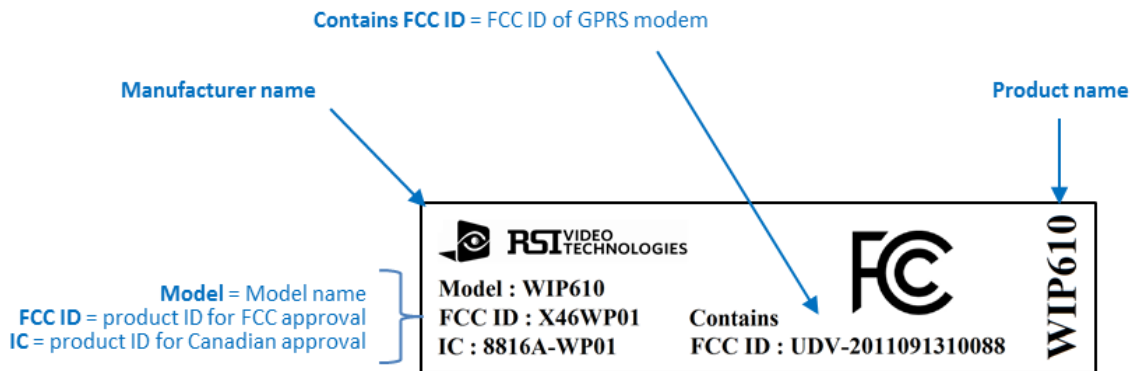 Contains FCC ID = FCC ID of GPRS modem
Manufacturer name
Product name
RSI VIDEO TECHNOLOGIES
FCC
WIP610
Model = Model name
FCC ID = product ID for FCC approval
IC = product ID for Canadian approval
Model : WIP610
FCC ID : X46WP01
IC : 8816A-WP01
Contains
FCC ID : UDV-2011091310088